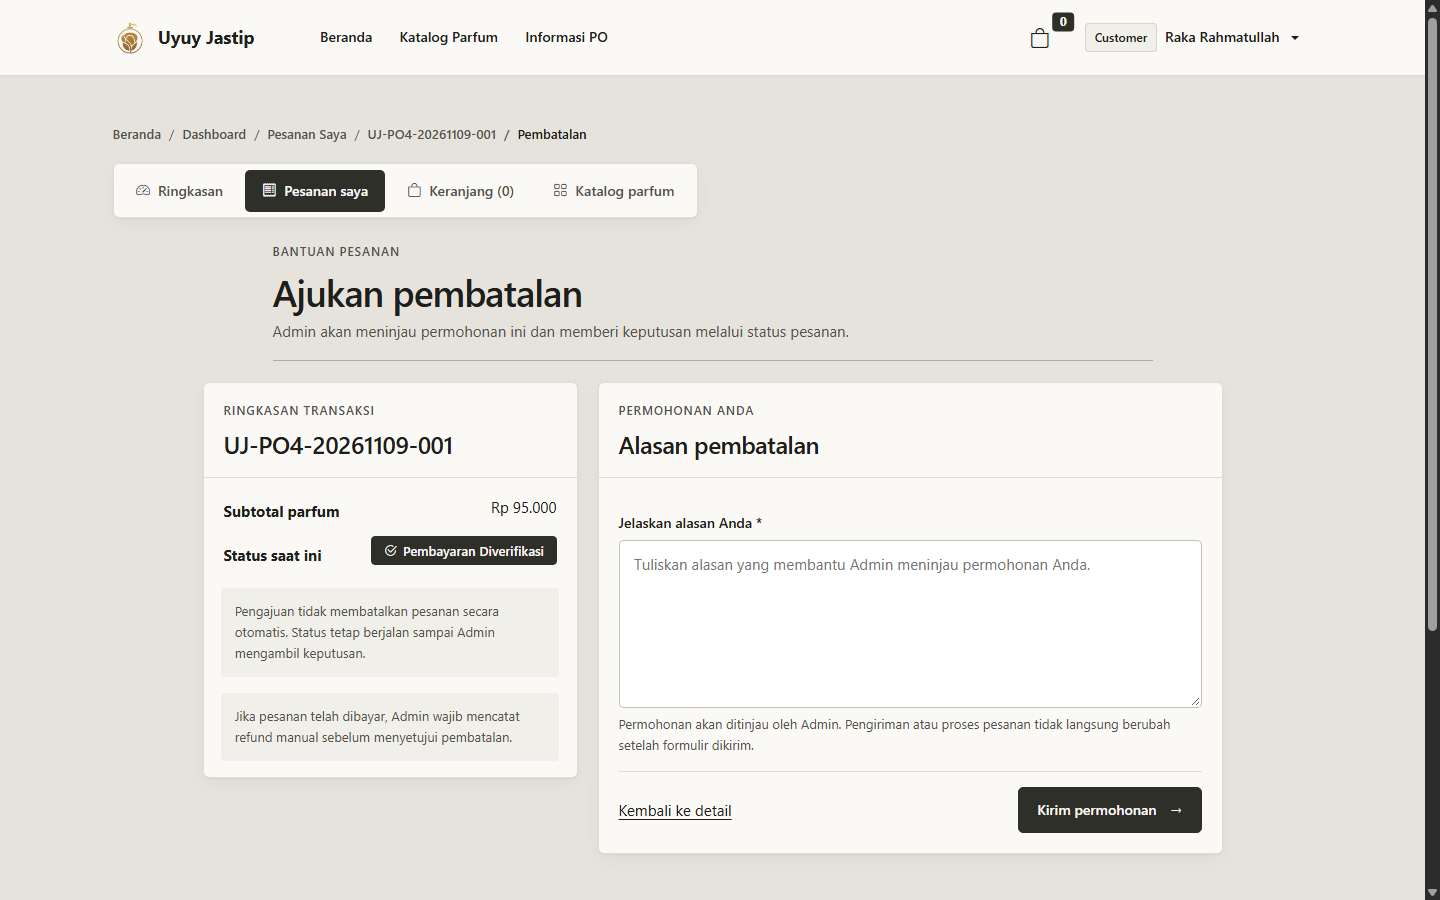 Uyuy Jastip
Beranda
Katalog Parfum
Informasi PO
0
Customer
Raka Rahmatullah
Beranda / Dashboard / Pesanan Saya / UJ-PO4-20261109-001 / Pembatalan
Ringkasan
Pesanan saya
Keranjang (0)
Katalog parfum
BANTUAN PESANAN
Ajukan pembatalan
Admin akan meninjau permohonan ini dan memberi keputusan melalui status pesanan.
RINGKASAN TRANSAKSI
UJ-PO4-20261109-001
Subtotal parfum
Rp 95.000
Status saat ini
Pembayaran Diverifikasi
Pengajuan tidak membatalkan pesanan secara
otomatis. Status tetap berjalan sampai Admin
mengambil keputusan.
Jika pesanan telah dibayar, Admin wajib mencatat
refund manual sebelum menyetujui pembatalan.
PERMOHONAN ANDA
Alasan pembatalan
Jelaskan alasan Anda *
Tuliskan alasan yang membantu Admin meninjau permohonan Anda.
Permohonan akan ditinjau oleh Admin. Pengiriman atau proses pesanan tidak langsung berubah
setelah formulir dikirim.
Kembali ke detail
Kirim permohonan →